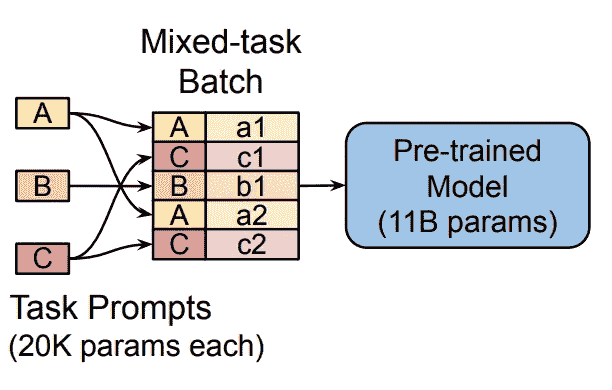 Mixed-task
Batch
A
B
C
A a1
C c1
B b1
A a2
C c2
Pre-trained
Model
(11B params)
Task Prompts
(20K params each)